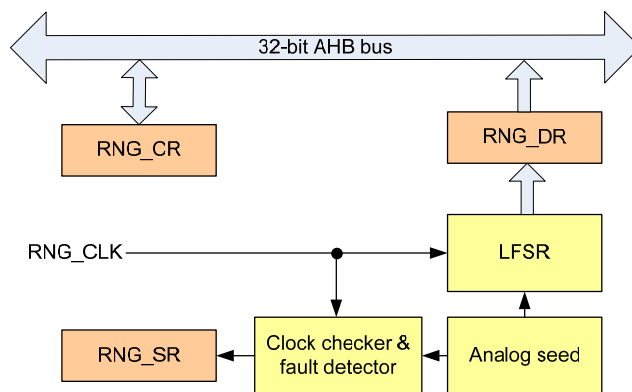 32-bit AHB bus
RNG_CR
RNG_DR
RNG_CLK
LFSR
RNG_SR
Clock checker &
fault detector
Analog seed